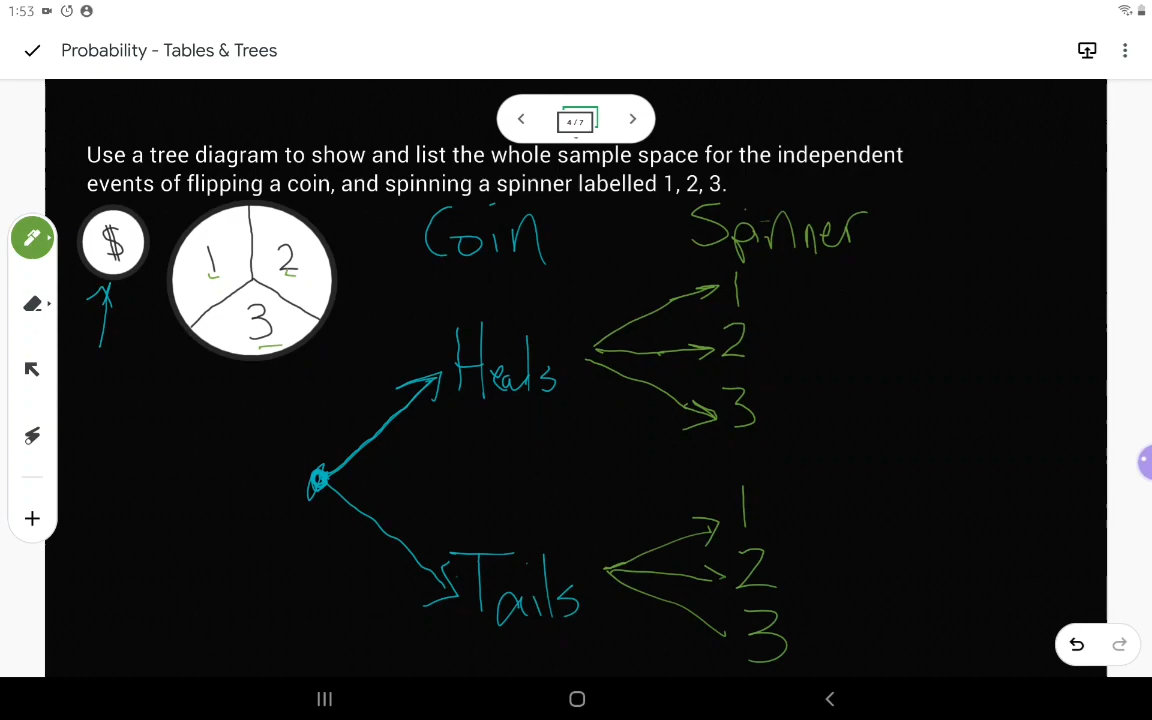 1:53
Probability - Tables & Trees
4 / 7
Use a tree diagram to show and list the whole sample space for the independent
events of flipping a coin, and spinning a spinner labelled 1, 2, 3.
$
1 2
3
Coin Spinner
Heads
1
2
3
Tails
1
2
3